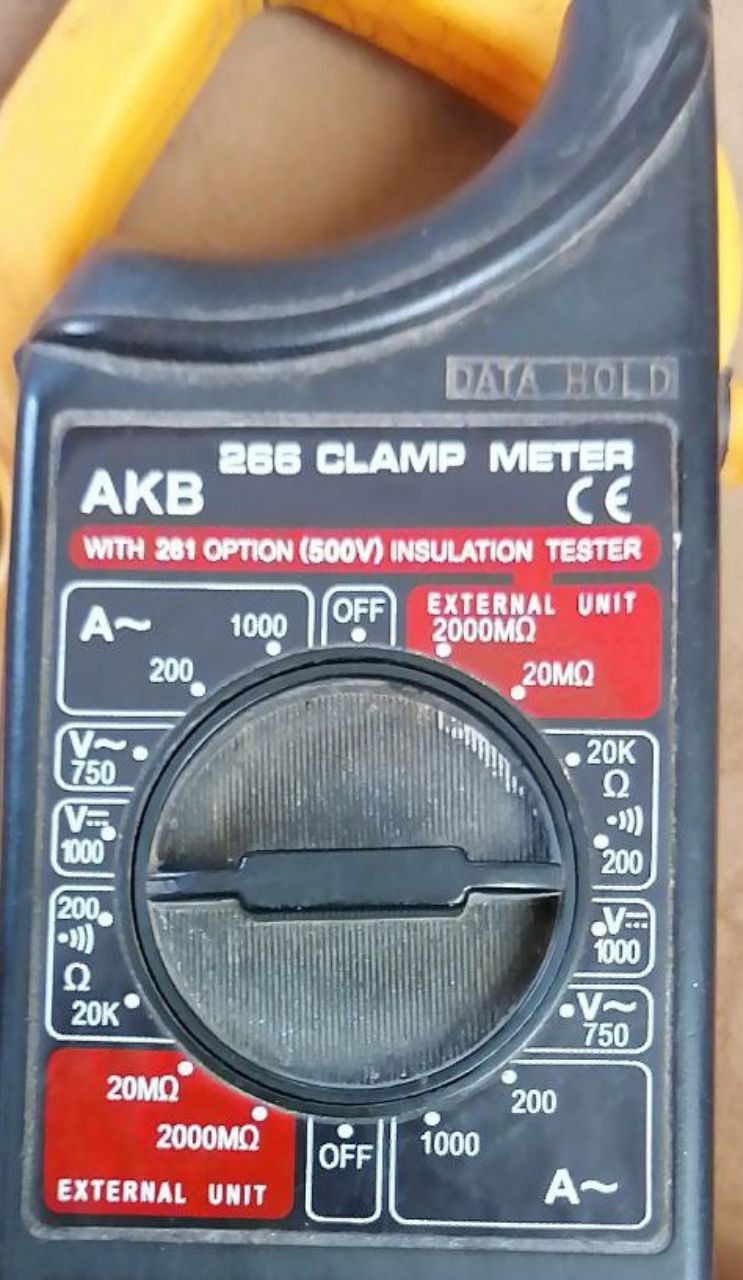 DATA HOLD
266 CLAMP METER
AKB CE
WITH 261 OPTION (500V) INSULATION TESTER
A~
1000
200
OFF
EXTERNAL UNIT
2000MΩ
20MΩ
V~
750
V⎓
1000
200
Ω
20K
20K
Ω
200
V⎓
1000
V~
750
20MΩ
2000MΩ
EXTERNAL UNIT
OFF
200
1000
A~